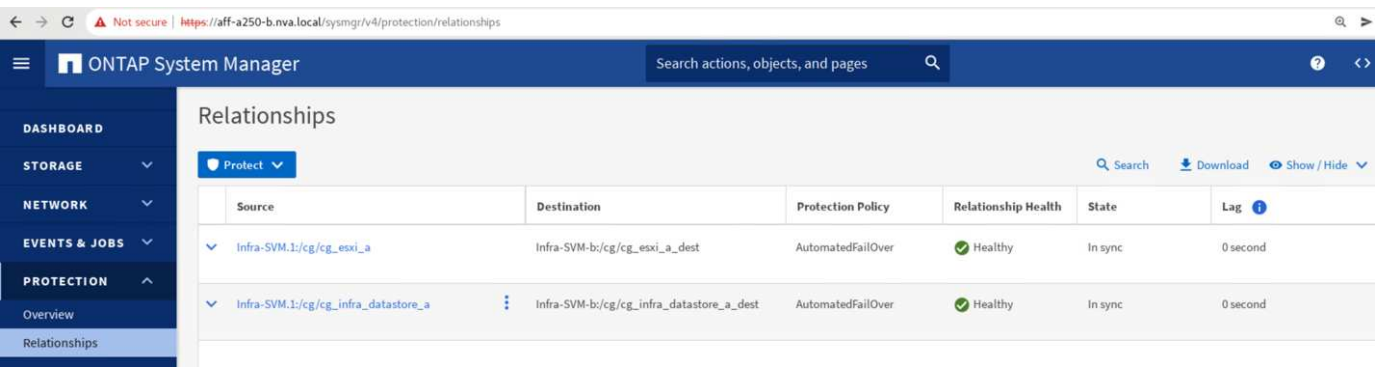 Not secure https://aff-a250-b.nva.local/sysmgr/v4/protection/relationships
ONTAP System Manager
Search actions, objects, and pages
DASHBOARD
STORAGE
NETWORK
EVENTS & JOBS
PROTECTION
Overview
Relationships
Relationships
Protect
Search Download Show / Hide
Source Destination Protection Policy Relationship Health State Lag
Infra-SVM.1:/cg/cg_esxi_a Infra-SVM-b:/cg/cg_esxi_a_dest AutomatedFailOver Healthy In sync 0 second
Infra-SVM.1:/cg/cg_infra_datastore_a Infra-SVM-b:/cg/cg_infra_datastore_a_dest AutomatedFailOver Healthy In sync 0 second